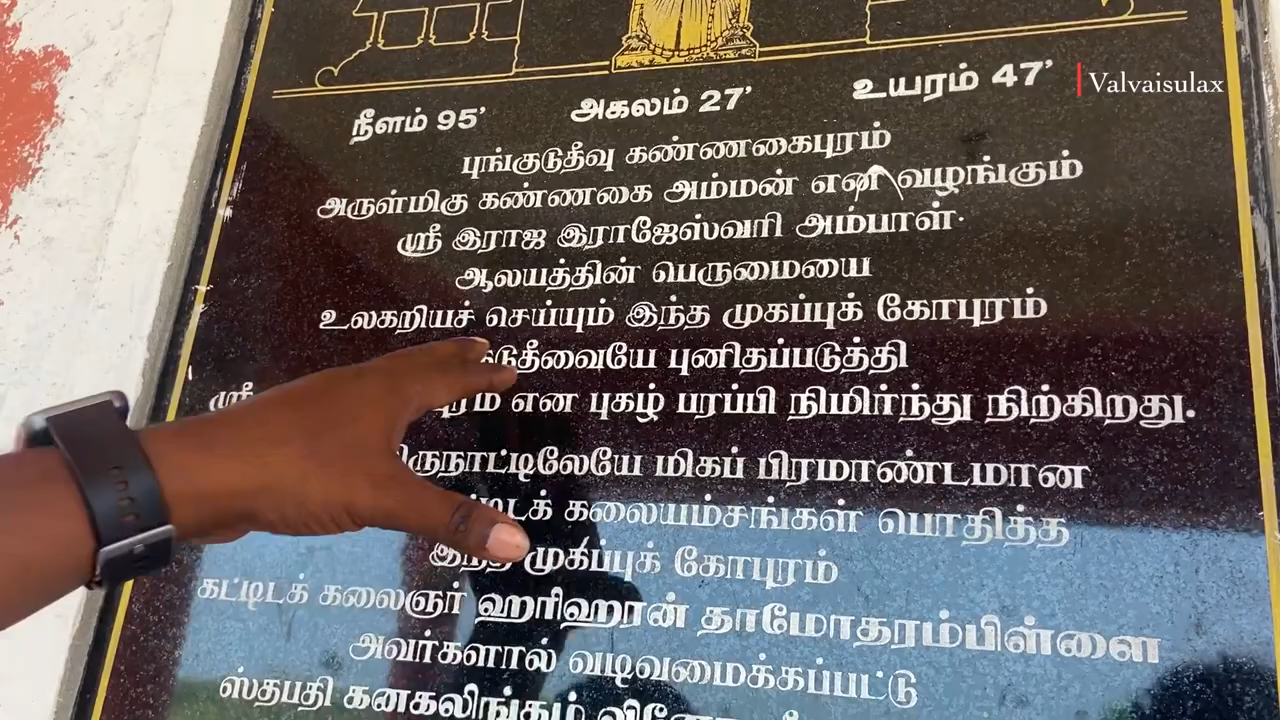 Valvaisulax
நீளம் 95' அகலம் 27' உயரம் 47'
புங்குடுதீவு கண்ணகைபுரம்
அருள்மிகு கண்ணகை அம்மன் என வழங்கும்
ஸ்ரீ இராஜ இராஜேஸ்வரி அம்பாள்
ஆலயத்தின் பெருமையை
உலகறியச் செய்யும் இந்த முகப்புக் கோபுரம்
புனிதப்படுத்தி
ஸ்ரீ என புகழ் பரப்பி நிமிர்ந்து நிற்கிறது.
மிகப் பிரமாண்டமான
கலையம்சங்கள் பொதித்த
இந்த முகப்புக் கோபுரம்
கட்டிடக் கலைஞர் ஹரிஹரன் தாமோதரம்பிள்ளை
அவர்களால் வடிவமைக்கப்பட்டு
ஸ்தபதி கனகலிங்கம்